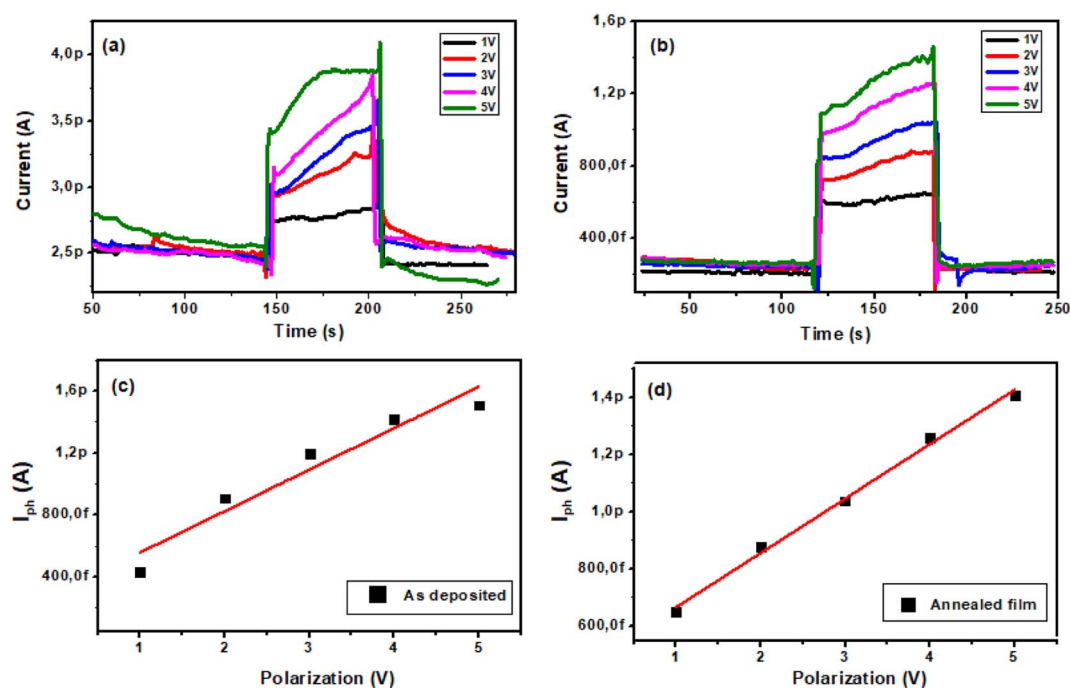 (a)
1V
2V
3V
4V
5V
4,0p
3,5p
3,0p
2,5p
Current (A)
50 100 150 200 250
Time (s)
(b)
1V
2V
3V
4V
5V
1,6p
1,2p
800,0f
400,0f
Current (A)
50 100 150 200 250
Time (s)
(c)
1,6p
1,2p
800,0f
400,0f
Iph (A)
As deposited
1 2 3 4 5
Polarization (V)
(d)
1,4p
1,2p
1,0p
800,0f
600,0f
Iph (A)
Annealed film
1 2 3 4 5
Polarization (V)